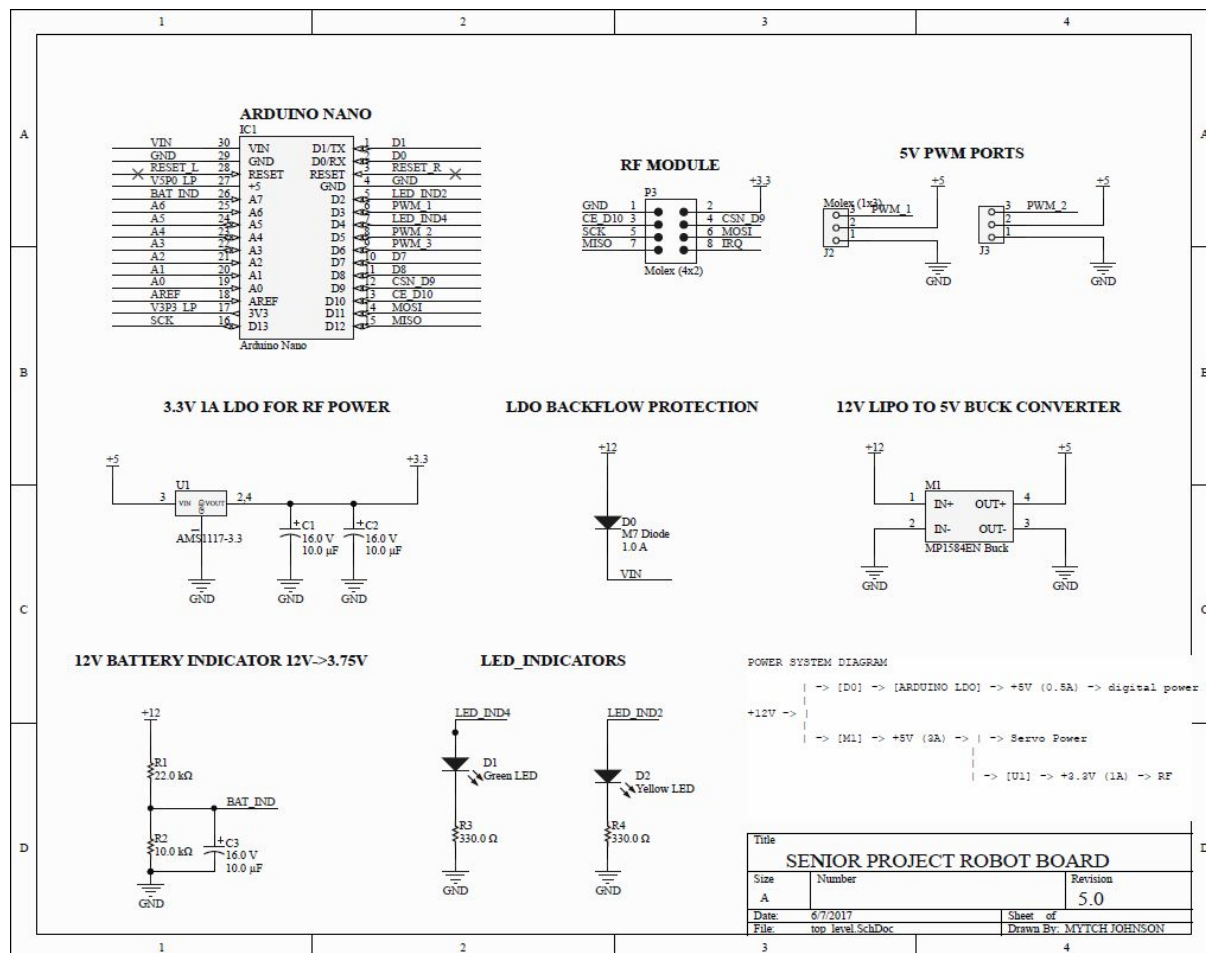 1 2 3 4
A A
B B
C C
D D
ARDUINO NANO
IC1
VIN 30 VIN D1/TX 1 D1
GND 29 GND D0/RX 2 D0
RESET_L 28 RESET RESET 3 RESET_R
V5P0_LP 27 +5 GND 4 GND
BAT_IND 26 A7 D2 5 LED_IND2
A6 25 A6 D3 6 PWM_1
A5 24 A5 D4 7 LED_IND4
A4 23 A4 D5 8 PWM_2
A3 22 A3 D6 9 PWM_3
A2 21 A2 D7 10 D7
A1 20 A1 D8 11 D8
A0 19 A0 D9 12 CSN_D9
AREF 18 AREF D10 13 CE_D10
V3P3_LP 17 3V3 D11 14 MOSI
SCK 16 D13 D12 15 MISO
Arduino Nano
RF MODULE
+3.3
P3
GND 1 2
CE_D10 3 4 CSN_D9
SCK 5 6 MOSI
MISO 7 8 IRQ
Molex (4x2)
5V PWM PORTS
+5
Molex (1x3)
3 PWM_1
2
1
J2
GND
+5
3 PWM_2
2
1
J3
GND
3.3V 1A LDO FOR RF POWER
+5 +3.3
U1
3 VIN GND VOUT 2,4
1
AMS1117-3.3
C1
16.0 V
10.0 µF
C2
16.0 V
10.0 µF
GND GND GND
LDO BACKFLOW PROTECTION
+12
D0
M7 Diode
1.0 A
VIN
12V LIPO TO 5V BUCK CONVERTER
+12 +5
M1
1 IN+ OUT+ 4
2 IN- OUT- 3
MP1584EN Buck
GND GND
12V BATTERY INDICATOR 12V->3.75V
+12
R1
22.0 kΩ
BAT_IND
R2
10.0 kΩ
C3
16.0 V
10.0 µF
GND
LED_INDICATORS
LED_IND4
D1
Green LED
R3
330.0 Ω
GND
LED_IND2
D2
Yellow LED
R4
330.0 Ω
GND
POWER SYSTEM DIAGRAM
| -> [D0] -> [ARDUINO LDO] -> +5V (0.5A) -> digital power
+12V -> |
| -> [M1] -> +5V (3A) -> | -> Servo Power
| -> [U1] -> +3.3V (1A) -> RF
Title
SENIOR PROJECT ROBOT BOARD
Size Number Revision
A 5.0
Date: 6/7/2017 Sheet of
File: top_level.SchDoc Drawn By: MYTCH JOHNSON
1 2 3 4